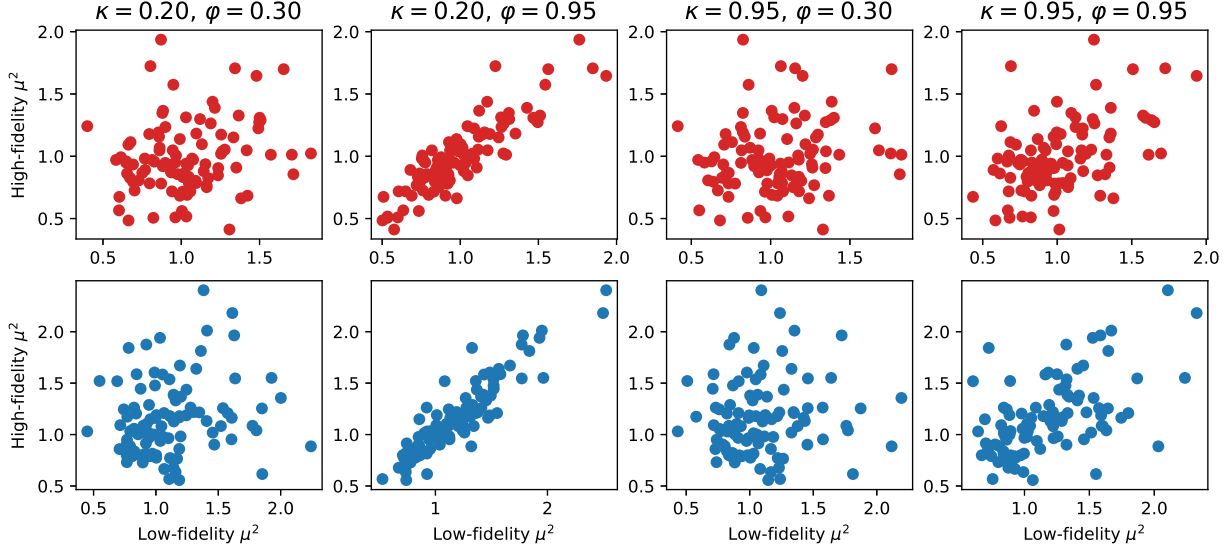 κ = 0.20, φ = 0.30
κ = 0.20, φ = 0.95
κ = 0.95, φ = 0.30
κ = 0.95, φ = 0.95
High-fidelity μ²
2.0
1.5
1.0
0.5
0.5 1.0 1.5
0.5 1.0 1.5 2.0
0.5 1.0 1.5
0.5 1.0 1.5 2.0
High-fidelity μ²
2.0
1.5
1.0
0.5
0.5 1.0 1.5 2.0
1 2
0.5 1.0 1.5 2.0
1.0 1.5 2.0
Low-fidelity μ²
Low-fidelity μ²
Low-fidelity μ²
Low-fidelity μ²